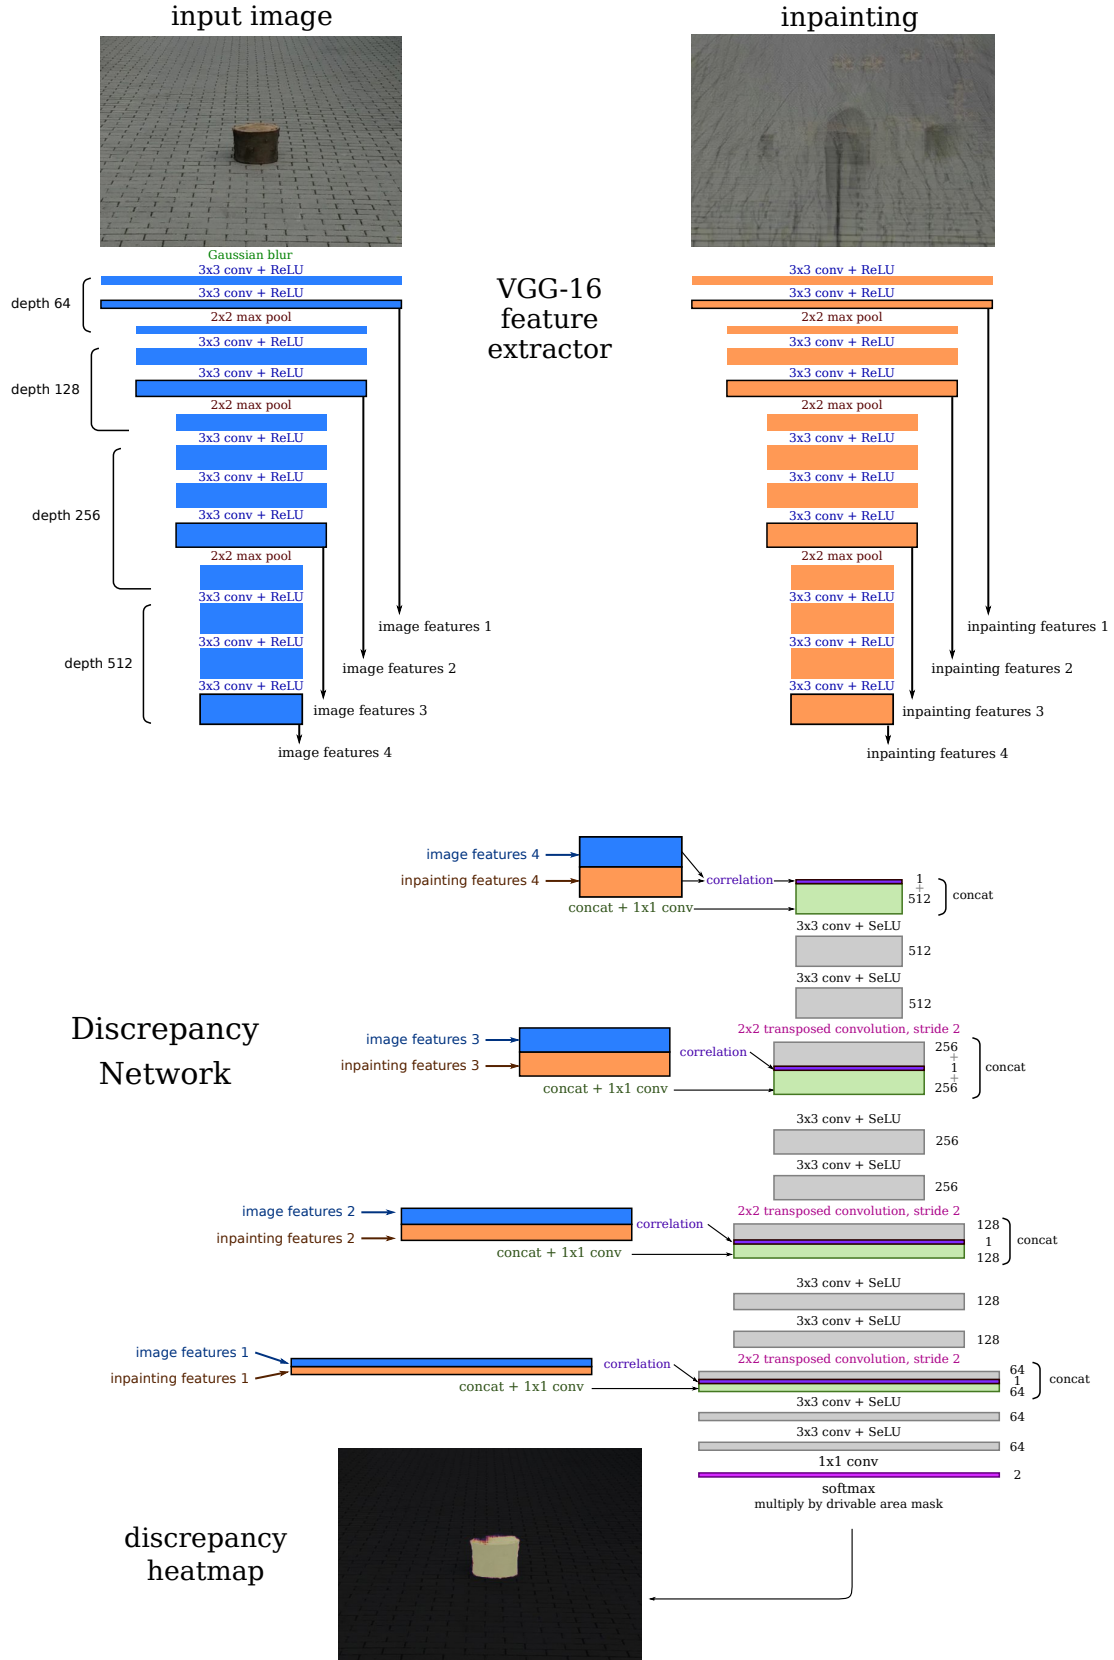 input image
inpainting
Gaussian blur
3x3 conv + ReLU
3x3 conv + ReLU
2x2 max pool
3x3 conv + ReLU
3x3 conv + ReLU
2x2 max pool
3x3 conv + ReLU
3x3 conv + ReLU
3x3 conv + ReLU
2x2 max pool
3x3 conv + ReLU
3x3 conv + ReLU
3x3 conv + ReLU
depth 64
depth 128
depth 256
depth 512
image features 1
image features 2
image features 3
image features 4
VGG-16
feature
extractor
3x3 conv + ReLU
3x3 conv + ReLU
2x2 max pool
3x3 conv + ReLU
3x3 conv + ReLU
2x2 max pool
3x3 conv + ReLU
3x3 conv + ReLU
3x3 conv + ReLU
2x2 max pool
3x3 conv + ReLU
3x3 conv + ReLU
3x3 conv + ReLU
inpainting features 1
inpainting features 2
inpainting features 3
inpainting features 4
Discrepancy
Network
image features 4
inpainting features 4
correlation
concat + 1x1 conv
1
+
512
concat
3x3 conv + SeLU
512
3x3 conv + SeLU
512
2x2 transposed convolution, stride 2
image features 3
inpainting features 3
correlation
concat + 1x1 conv
256
+
1
+
256
concat
3x3 conv + SeLU
256
3x3 conv + SeLU
256
2x2 transposed convolution, stride 2
image features 2
inpainting features 2
correlation
concat + 1x1 conv
128
1
128
concat
3x3 conv + SeLU
128
3x3 conv + SeLU
128
2x2 transposed convolution, stride 2
image features 1
inpainting features 1
correlation
concat + 1x1 conv
64
1
64
concat
3x3 conv + SeLU
64
3x3 conv + SeLU
64
1x1 conv
2
softmax
multiply by drivable area mask
discrepancy
heatmap